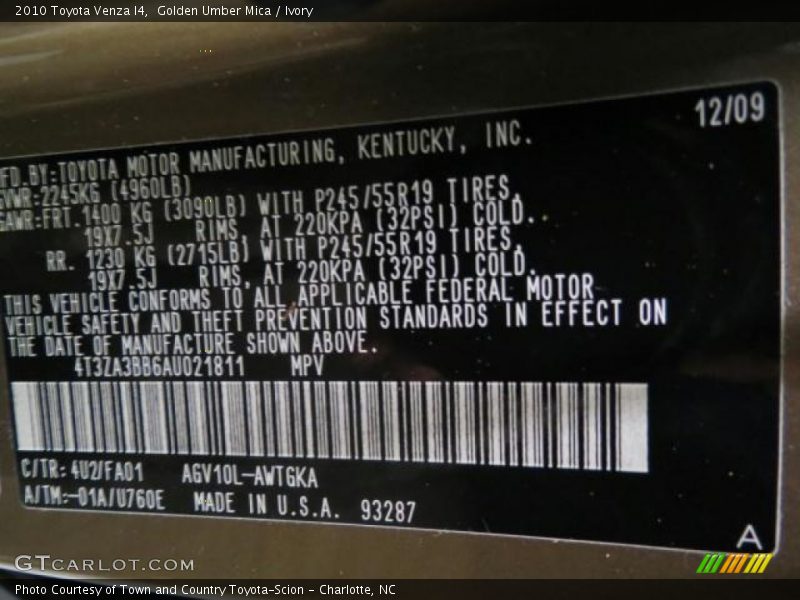 2010 Toyota Venza I4,  Golden Umber Mica / Ivory
12/09
MFD.BY:TOYOTA MOTOR MANUFACTURING, KENTUCKY, INC.
GVWR:2245KG (4960LB)
GAWR:FRT.1400 KG (3090LB) WITH P245/55R19 TIRES,
19X7.5J RIMS, AT 220KPA (32PSI) COLD.
RR. 1230 KG (2715LB) WITH P245/55R19 TIRES,
19X7.5J RIMS, AT 220KPA (32PSI) COLD.
THIS VEHICLE CONFORMS TO ALL APPLICABLE FEDERAL MOTOR
VEHICLE SAFETY AND THEFT PREVENTION STANDARDS IN EFFECT ON
THE DATE OF MANUFACTURE SHOWN ABOVE.
4T3ZA3BB6AU021811 MPV
C/TR: 4U2/FA01 AGV10L-AWTGKA
A/TM:-01A/U760E MADE IN U.S.A. 93287
A
GTCARLOT.COM
Photo Courtesy of Town and Country Toyota-Scion - Charlotte, NC